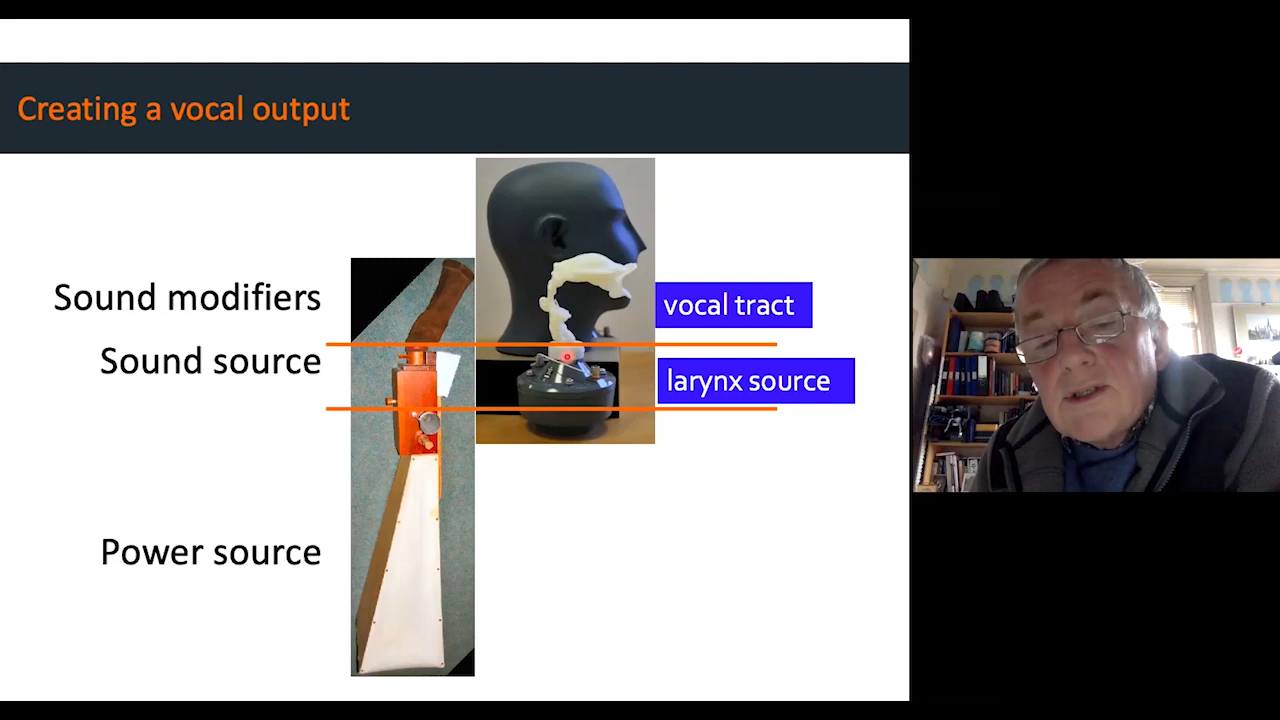 Creating a vocal output
Sound modifiers
vocal tract
Sound source
larynx source
Power source